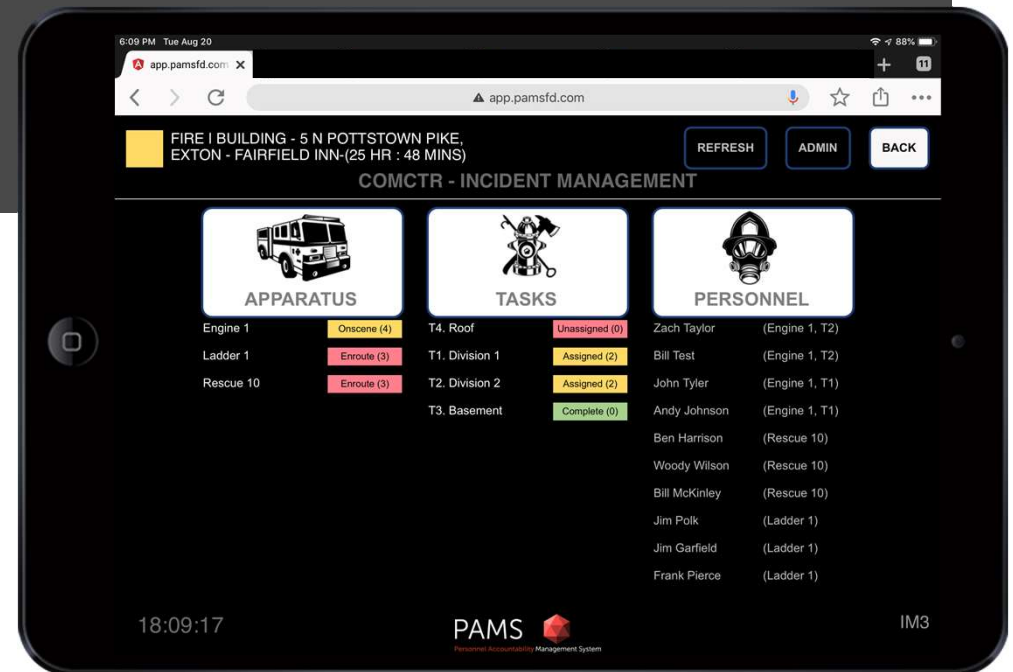 6:09 PM Tue Aug 20
88%
app.pamsfd.com
11
app.pamsfd.com
FIRE | BUILDING - 5 N POTTSTOWN PIKE,
EXTON - FAIRFIELD INN-(25 HR : 48 MINS)
REFRESH
ADMIN
BACK
COMCTR - INCIDENT MANAGEMENT
APPARATUS
TASKS
PERSONNEL
Engine 1 Onscene (4)
Ladder 1 Enroute (3)
Rescue 10 Enroute (3)
T4. Roof Unassigned (0)
T1. Division 1 Assigned (2)
T2. Division 2 Assigned (2)
T3. Basement Complete (0)
Zach Taylor (Engine 1, T2)
Bill Test (Engine 1, T2)
John Tyler (Engine 1, T1)
Andy Johnson (Engine 1, T1)
Ben Harrison (Rescue 10)
Woody Wilson (Rescue 10)
Bill McKinley (Rescue 10)
Jim Polk (Ladder 1)
Jim Garfield (Ladder 1)
Frank Pierce (Ladder 1)
18:09:17
PAMS
Personnel Accountability Management System
IM3